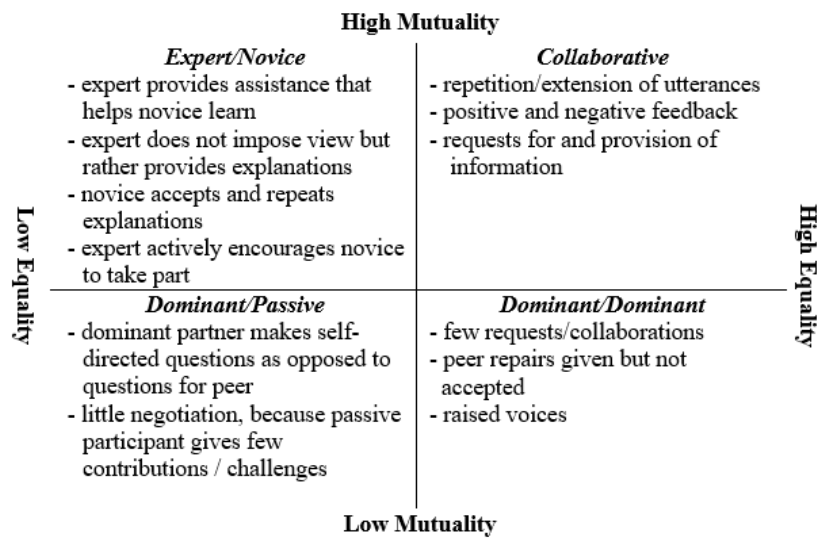 High Mutuality
Expert/Novice
- expert provides assistance that
helps novice learn
- expert does not impose view but
rather provides explanations
- novice accepts and repeats
explanations
- expert actively encourages novice
to take part
Collaborative
- repetition/extension of utterances
- positive and negative feedback
- requests for and provision of
information
Low Equality
High Equality
Dominant/Passive
- dominant partner makes self-
directed questions as opposed to
questions for peer
- little negotiation, because passive
participant gives few
contributions / challenges
Dominant/Dominant
- few requests/collaborations
- peer repairs given but not
accepted
- raised voices
Low Mutuality